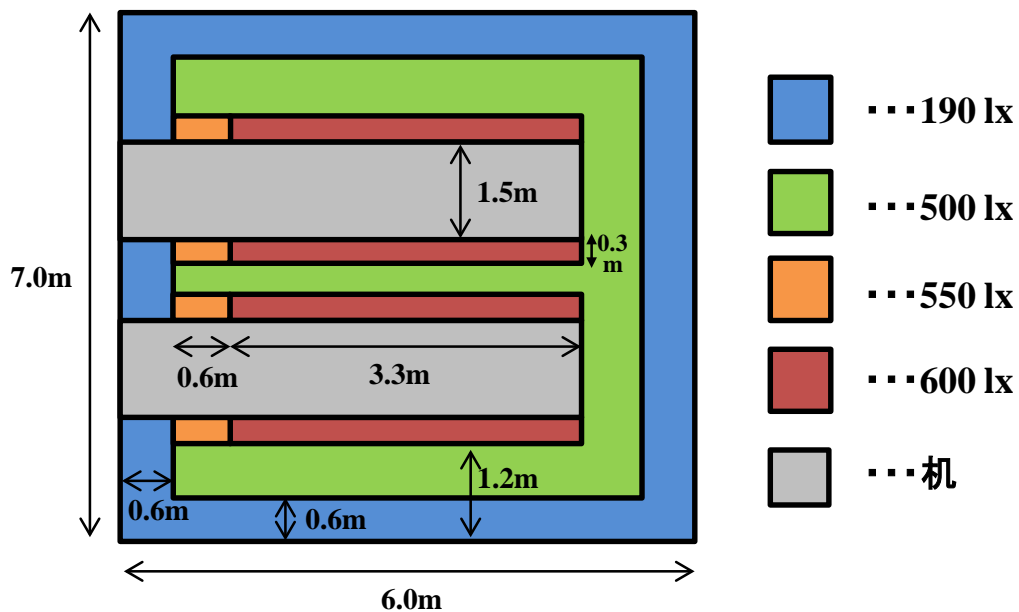 1.5m
0.3
m
7.0m
0.6m
3.3m
0.6m
1.2m
0.6m
6.0m
･･･190 lx
･･･500 lx
･･･550 lx
･･･600 lx
･･･机